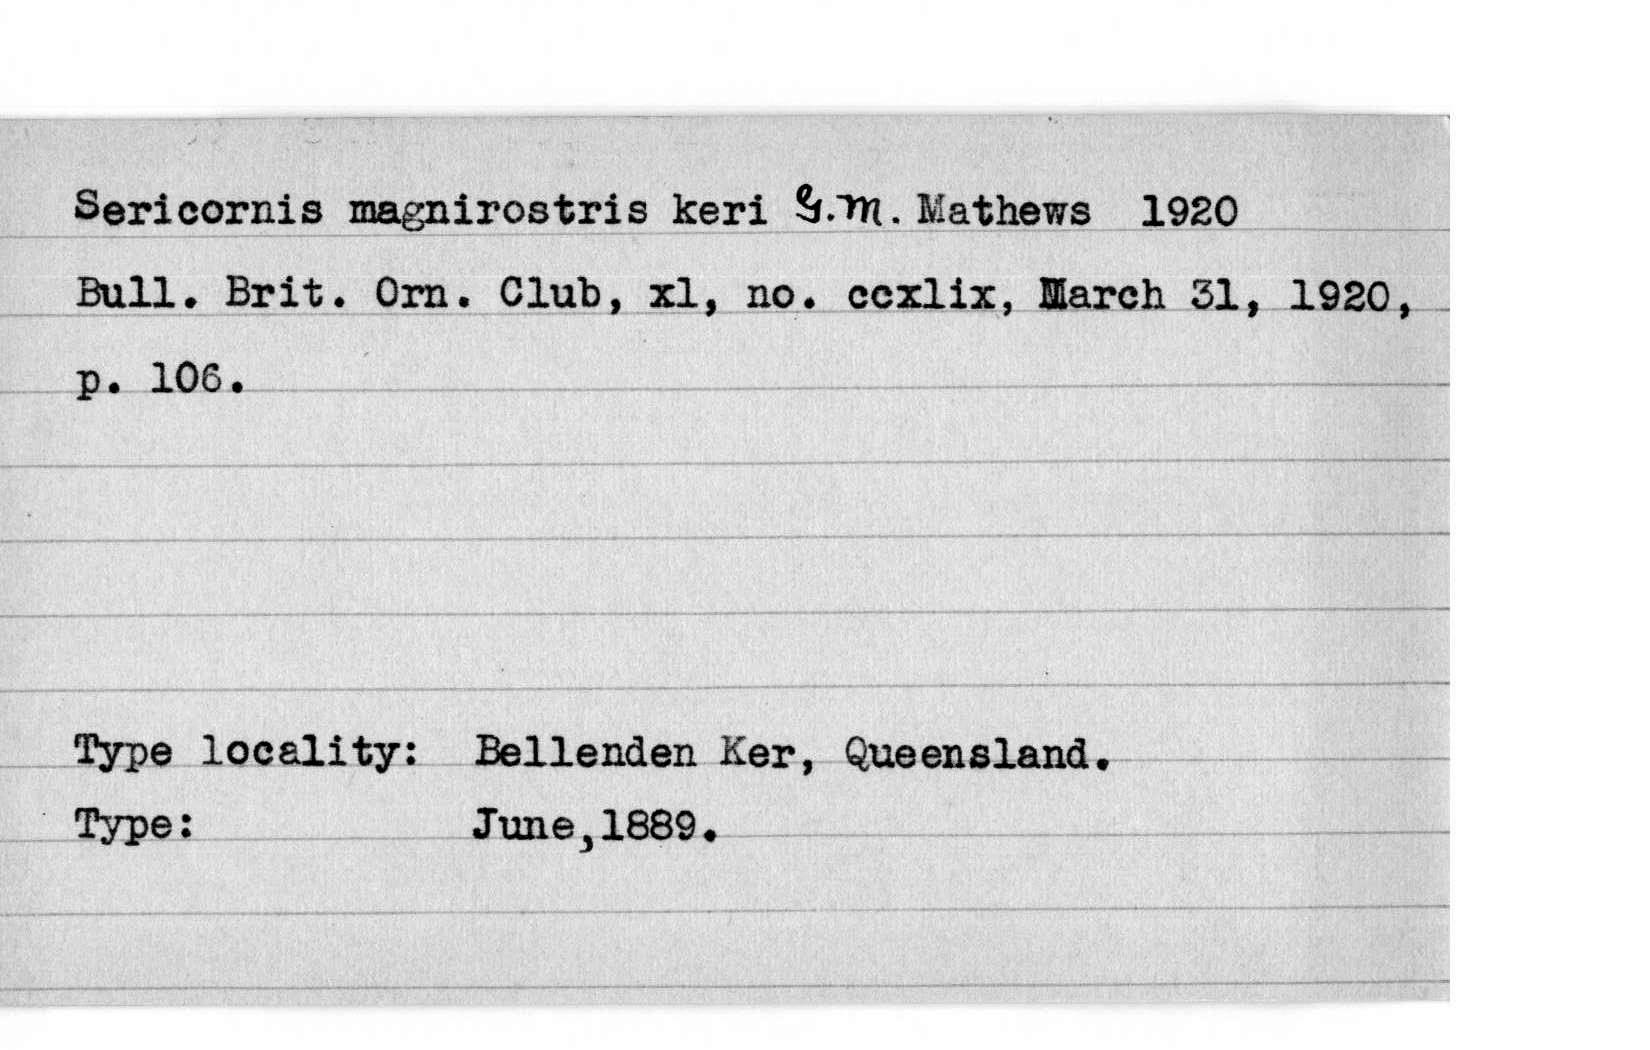 Sericornis magnirostris keri G.M. Mathews 1920
Bull. Brit. Orn. Club, xl, no. ccxlix, March 31, 1920,
p. 106.
Type locality: Bellenden Ker, Queensland.
Type: June,1889.